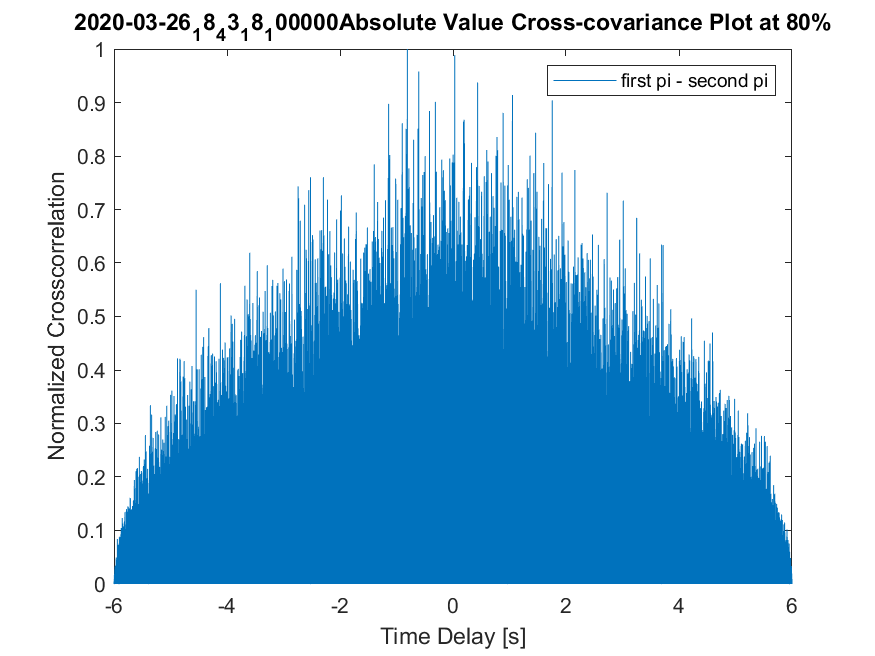 2020-03-26₁8₄3₁8₁00000Absolute Value Cross-covariance Plot at 80%
first pi - second pi
1
0.9
0.8
0.7
0.6
0.5
0.4
0.3
0.2
0.1
0
Normalized Crosscorrelation
-6 -4 -2 0 2 4 6
Time Delay [s]